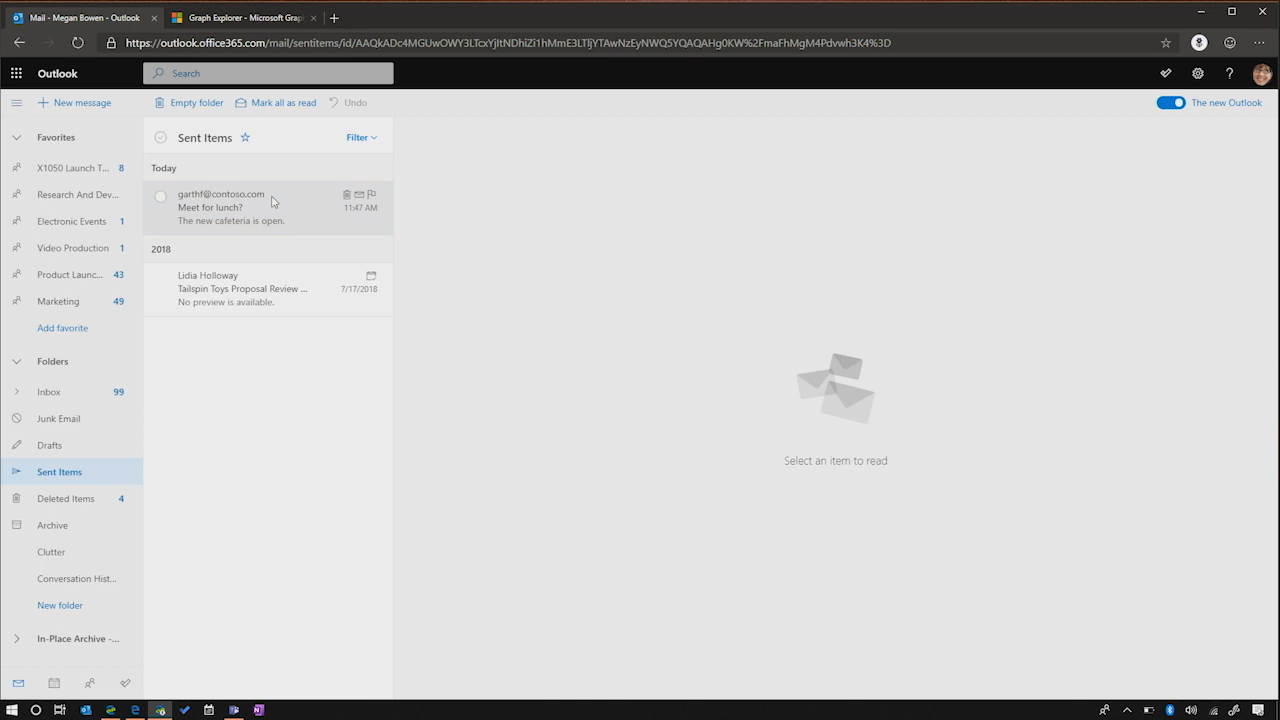 Mail - Megan Bowen - Outlook
Graph Explorer - Microsoft Grap
https://outlook.office365.com/mail/sentitems/id/AAQkADc4MGUwOWY3LTcxYjItNDhiZi1hMmE3LTljYTAwNzEyNWQ5YQAQAHg0KW%2FmaFhMgM4Pdvwh3K4%3D
Outlook
Search
New message
Empty folder
Mark all as read
Undo
The new Outlook
Favorites
X1050 Launch T... 8
Research And Dev...
Electronic Events 1
Video Production 1
Product Launc... 43
Marketing 49
Add favorite
Folders
Inbox 99
Junk Email
Drafts
Sent Items
Deleted Items 4
Archive
Clutter
Conversation Hist...
New folder
In-Place Archive -...
Sent Items
Filter
Today
garthf@contoso.com
Meet for lunch? 11:47 AM
The new cafeteria is open.
2018
Lidia Holloway
Tailspin Toys Proposal Review ... 7/17/2018
No preview is available.
Select an item to read